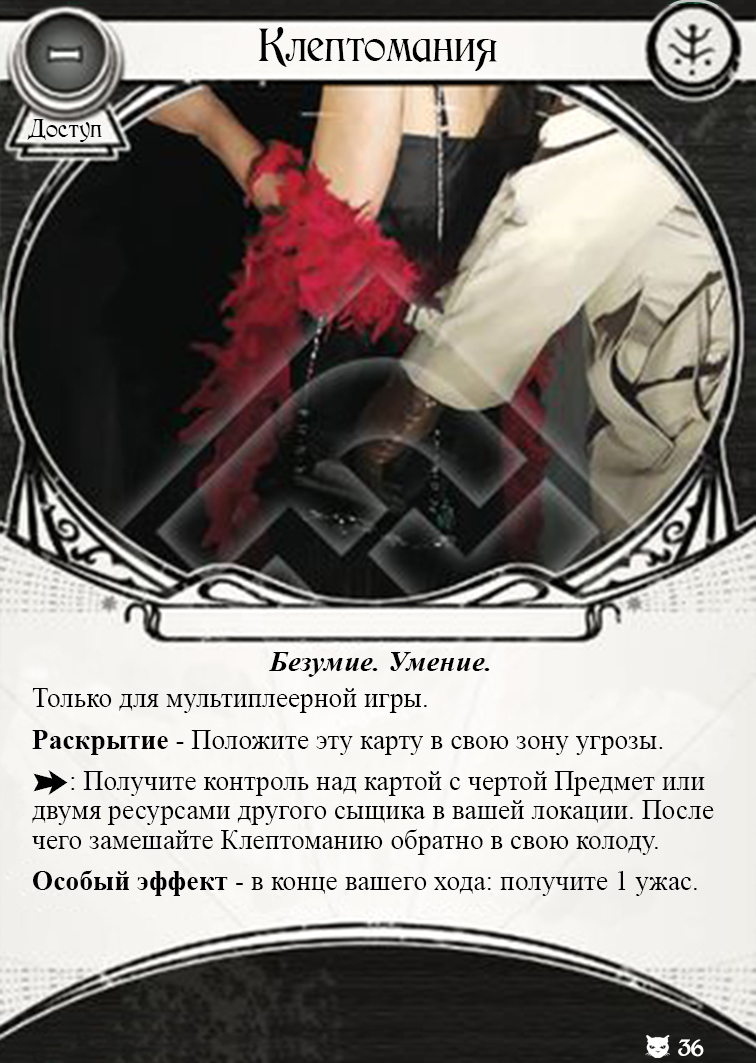 Клептомания
Доступ
Безумие. Умение.
Только для мультиплеерной игры.
Раскрытие - Положите эту карту в свою зону угрозы.
: Получите контроль над картой с чертой Предмет или
двумя ресурсами другого сыщика в вашей локации. После
чего замешайте Клептоманию обратно в свою колоду.
Особый эффект - в конце вашего хода: получите 1 ужас.
36